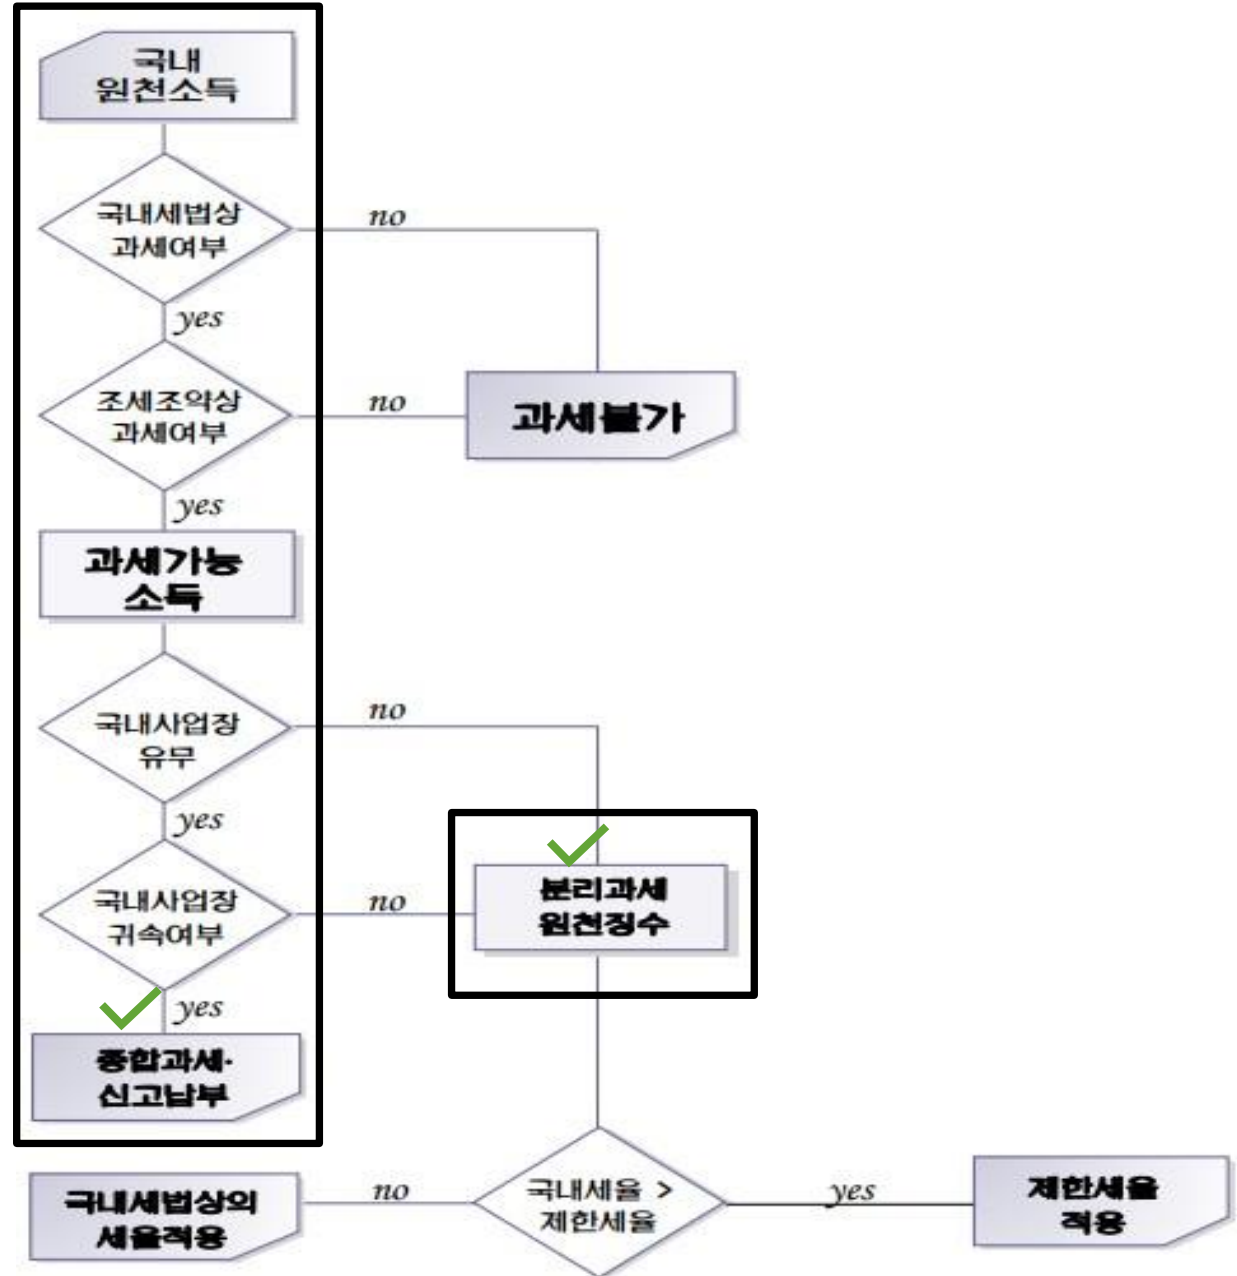 국내
원천소득
국내세법상
과세여부
no
yes
조세조약상
과세여부
no
과세불가
yes
과세가능
소득
국내사업장
유무
no
yes
국내사업장
귀속여부
no
분리과세
원천징수
yes
종합과세·
신고납부
국내세법상의
세율적용
no
국내세율 >
제한세율
yes
제한세율
적용